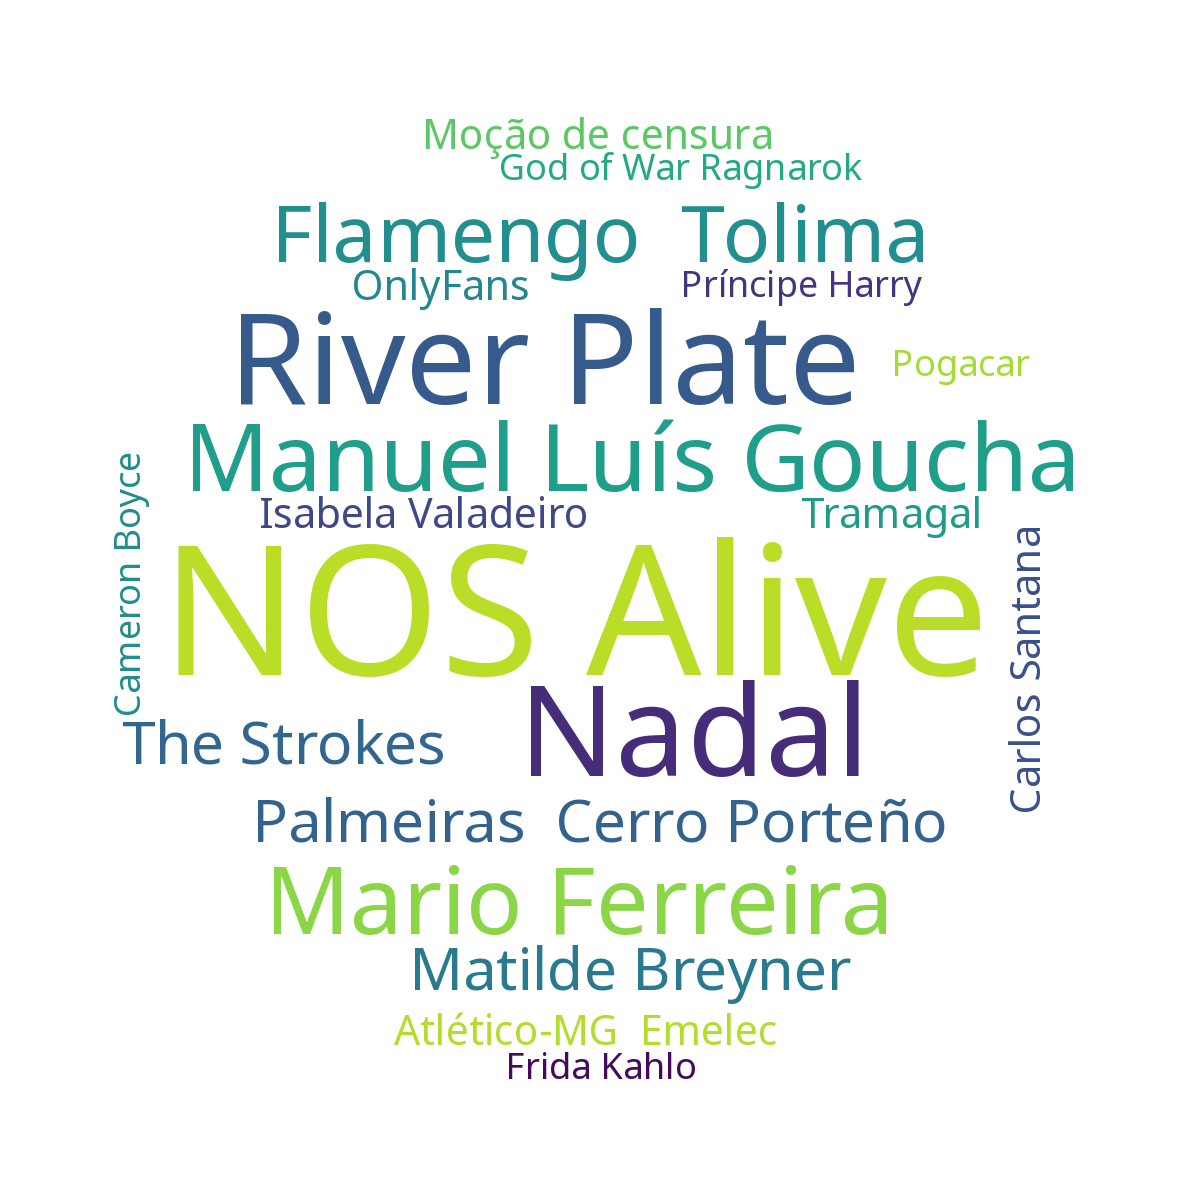 Moção de censura
God of War Ragnarok
Flamengo Tolima
OnlyFans
Príncipe Harry
River Plate
Pogacar
Manuel Luís Goucha
Isabela Valadeiro
Tramagal
Cameron Boyce
NOS Alive
Carlos Santana
Nadal
The Strokes
Palmeiras Cerro Porteño
Mario Ferreira
Matilde Breyner
Atlético-MG Emelec
Frida Kahlo